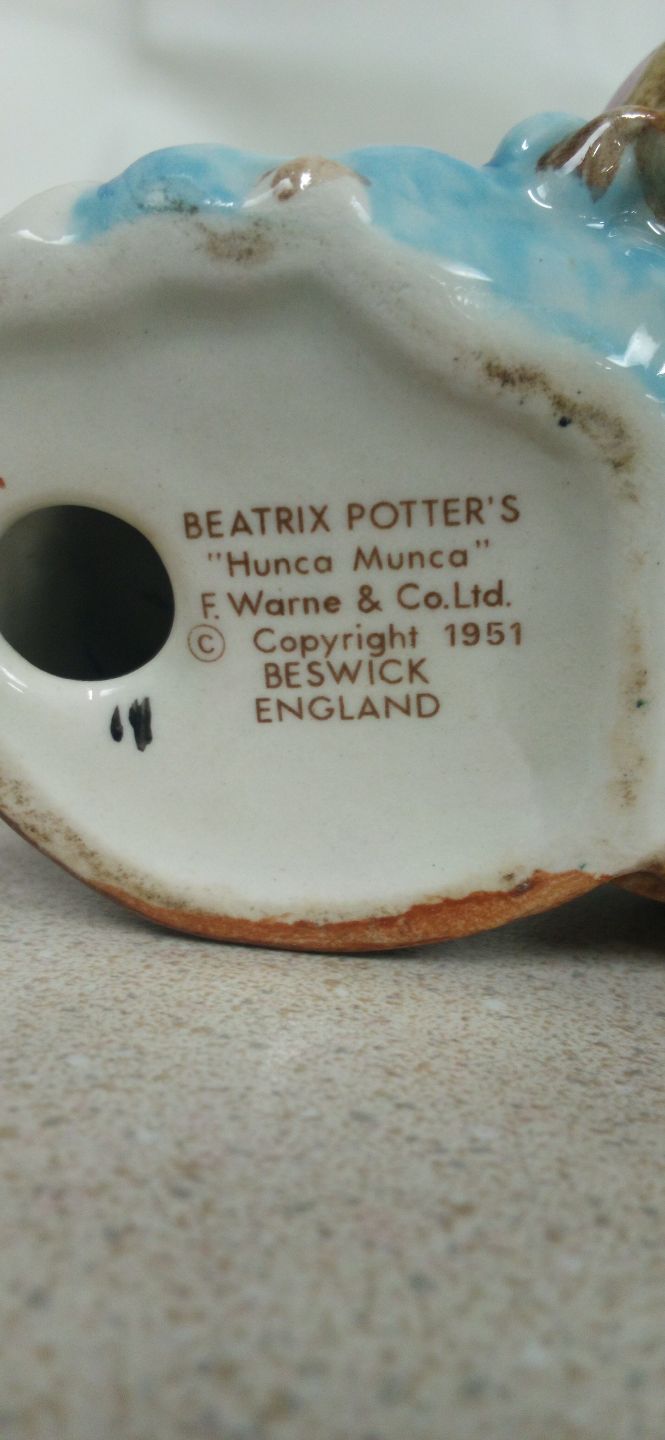 BEATRIX POTTER'S
"Hunca Munca"
F. Warne & Co.Ltd.
© Copyright 1951
BESWICK
ENGLAND